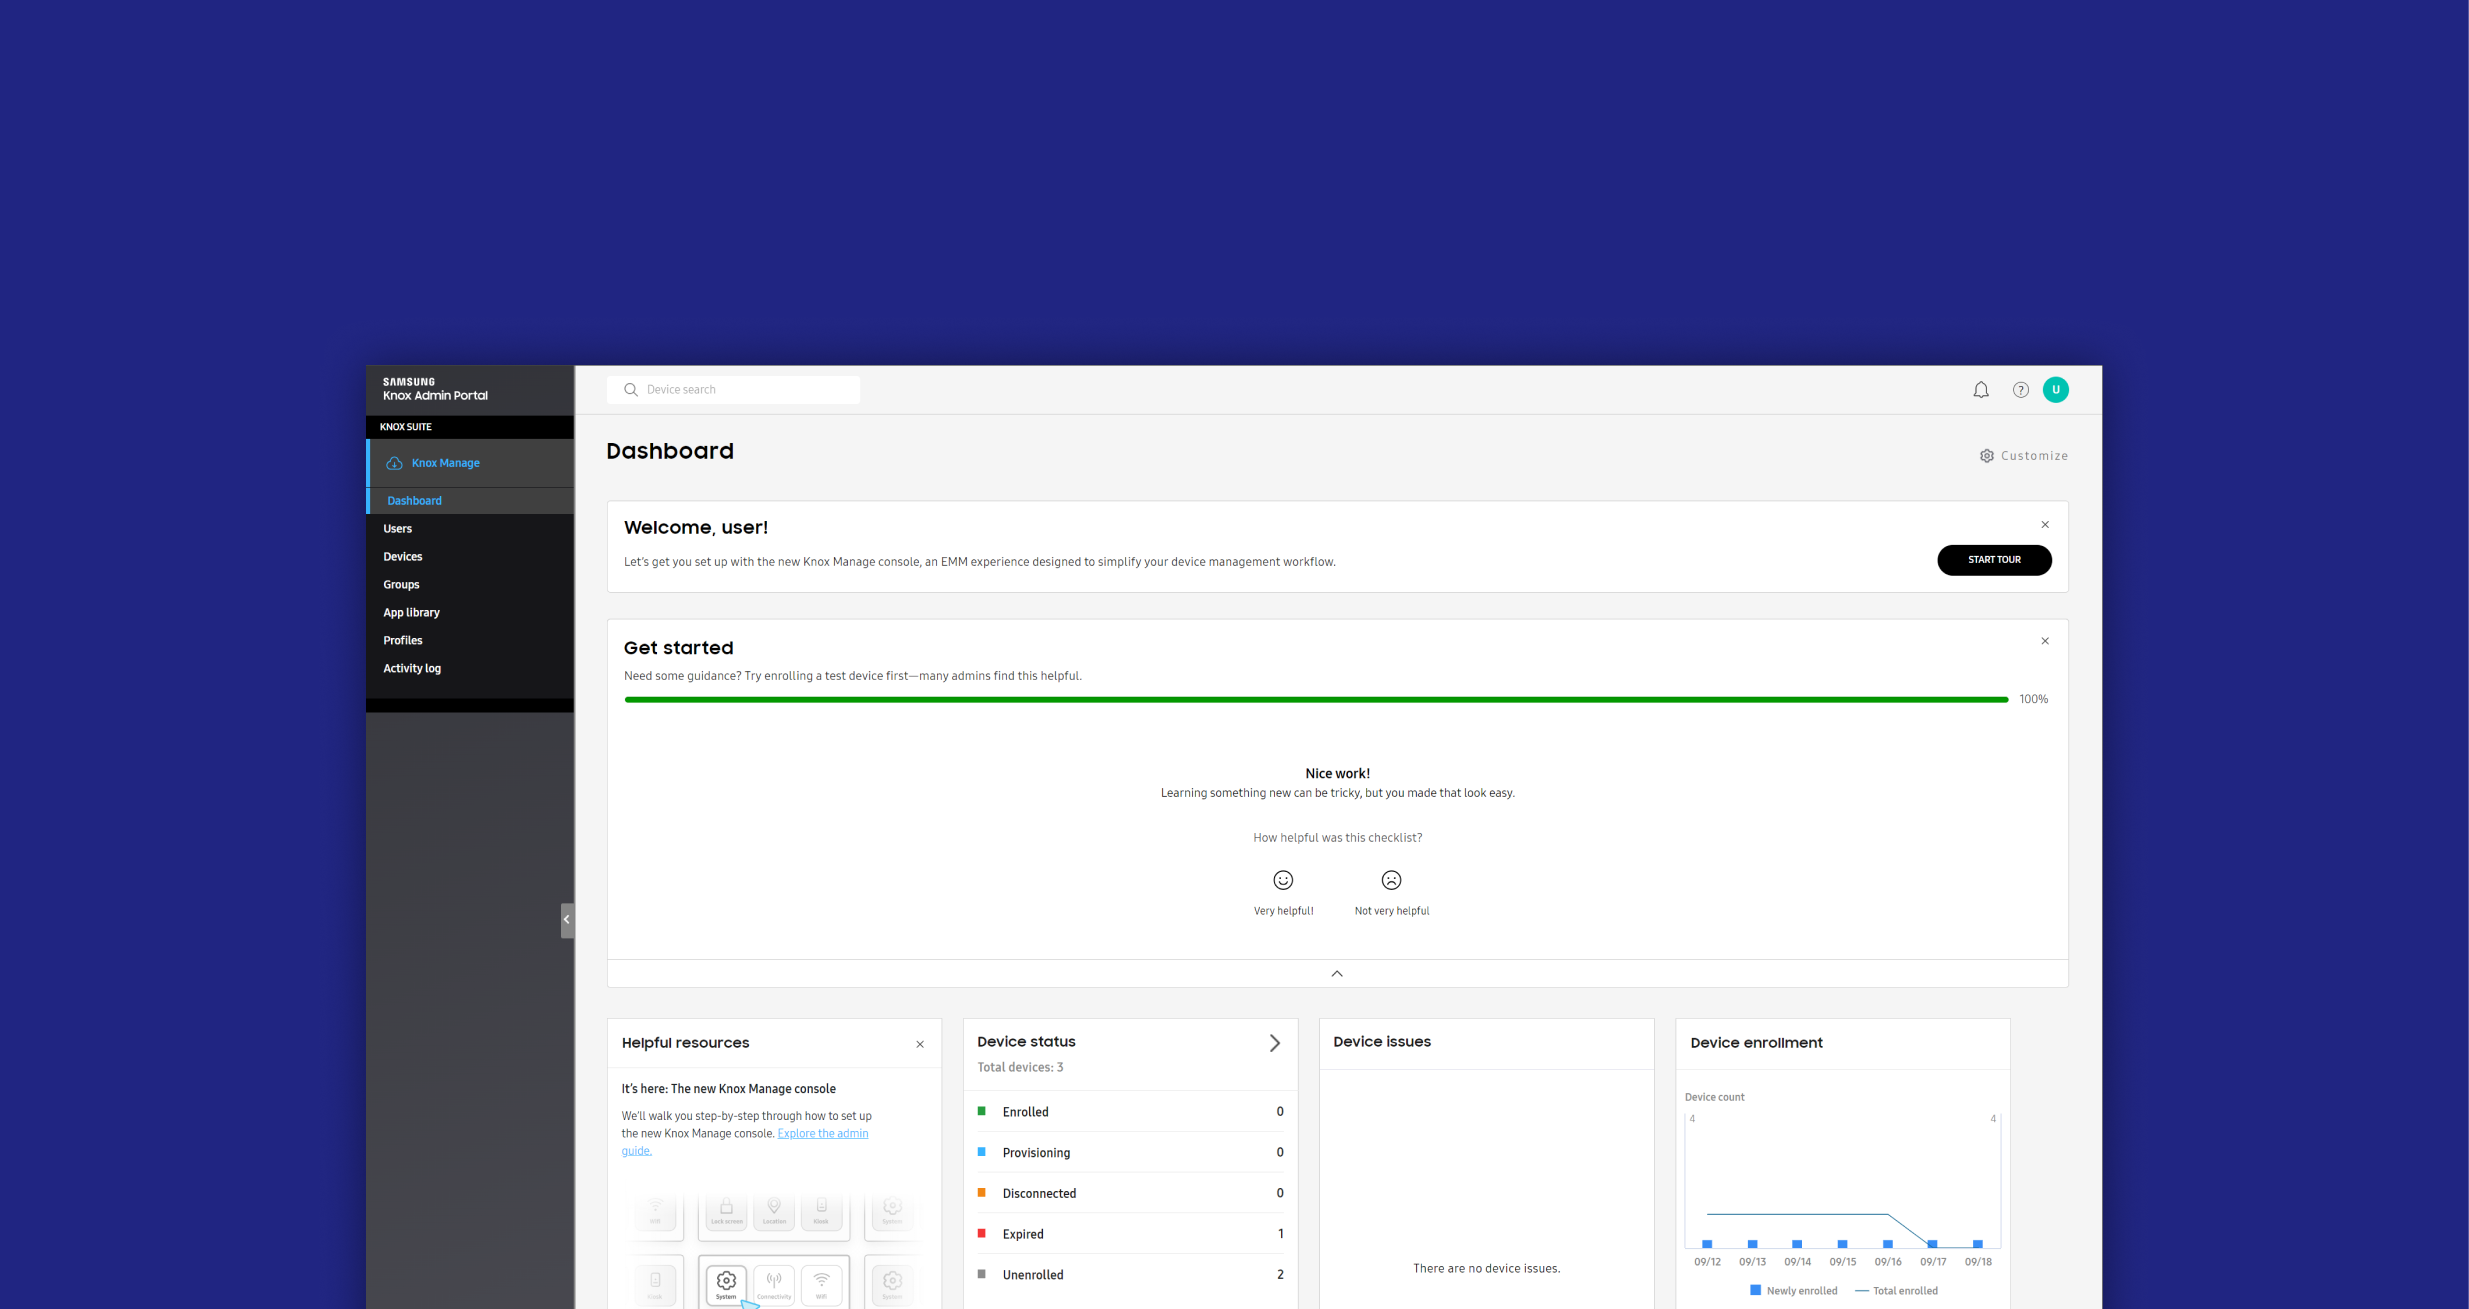 SAMSUNG
Knox Admin Portal
KNOX SUITE
Knox Manage
Dashboard
Users
Devices
Groups
App library
Profiles
Activity log
Device search
?
U
Dashboard
Customize
Welcome, user!
Let's get you set up with the new Knox Manage console, an EMM experience designed to simplify your device management workflow.
START TOUR
Get started
Need some guidance? Try enrolling a test device first—many admins find this helpful.
100%
Nice work!
Learning something new can be tricky, but you made that look easy.
How helpful was this checklist?
Very helpful!
Not very helpful
Helpful resources
It's here: The new Knox Manage console
We'll walk you step-by-step through how to set up
the new Knox Manage console. Explore the admin
guide.
Wifi
Lock screen
Location
Kiosk
System
Kiosk
System
Connectivity
Wifi
System
Device status
Total devices: 3
Enrolled 0
Provisioning 0
Disconnected 0
Expired 1
Unenrolled 2
Device issues
There are no device issues.
Device enrollment
Device count
4 4
09/12 09/13 09/14 09/15 09/16 09/17 09/18
Newly enrolled Total enrolled